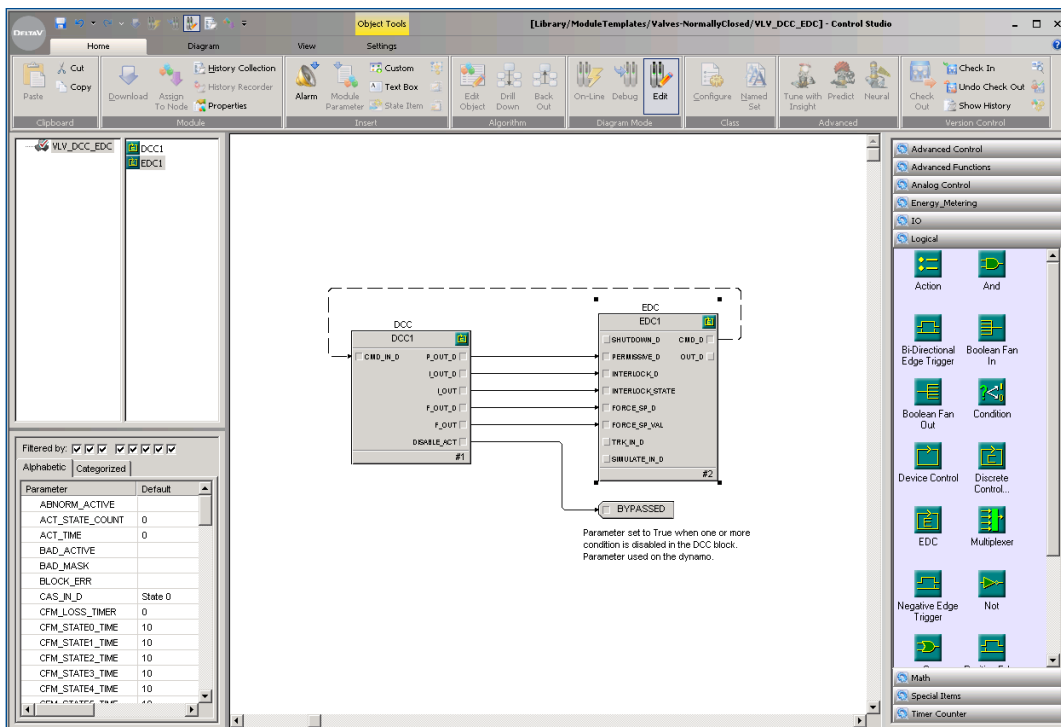 [Library/ModuleTemplates/Valves-NormallyClosed/VLV_DCC_EDC] - Control Studio
Object Tools
DELTAV
Home Diagram View Settings
Paste
Cut
Copy
Clipboard
Download
Assign To Node
History Collection
History Recorder
Properties
Module
Alarm
Module Parameter
Custom
Text Box
State Item
Insert
Edit Object
Drill Down
Back Out
Algorithm
On-Line
Debug
Edit
Diagram Mode
Configure
Named Set
Class
Tune with Insight
Predict
Neural
Advanced
Check Out
Check In
Undo Check Out
Show History
Version Control
VLV_DCC_EDC
DCC1
EDC1
Filtered by:
Alphabetic Categorized
Parameter Default
ABNORM_ACTIVE
ACT_STATE_COUNT 0
ACT_TIME 0
BAD_ACTIVE
BAD_MASK
BLOCK_ERR
CAS_IN_D State 0
CFM_LOSS_TIMER 0
CFM_STATE0_TIME 10
CFM_STATE1_TIME 10
CFM_STATE2_TIME 10
CFM_STATE3_TIME 10
CFM_STATE4_TIME 10
DCC
DCC1
CMD_IN_D P_OUT_D
I_OUT_D
I_OUT
F_OUT_D
F_OUT
DISABLE_ACT
#1
EDC
EDC1
SHUTDOWN_D CMD_D
PERMISSIVE_D OUT_D
INTERLOCK_D
INTERLOCK_STATE
FORCE_SP_D
FORCE_SP_VAL
TRK_IN_D
SIMULATE_IN_D
#2
BYPASSED
Parameter set to True when one or more
condition is disabled in the DCC block.
Parameter used on the dynamo.
Advanced Control
Advanced Functions
Analog Control
Energy_Metering
IO
Logical
Action And
Bi-Directional Boolean Fan
Edge Trigger In
Boolean Fan Condition
Out
Device Control Discrete
Control...
EDC Multiplexer
Negative Edge Not
Trigger
Math
Special Items
Timer Counter